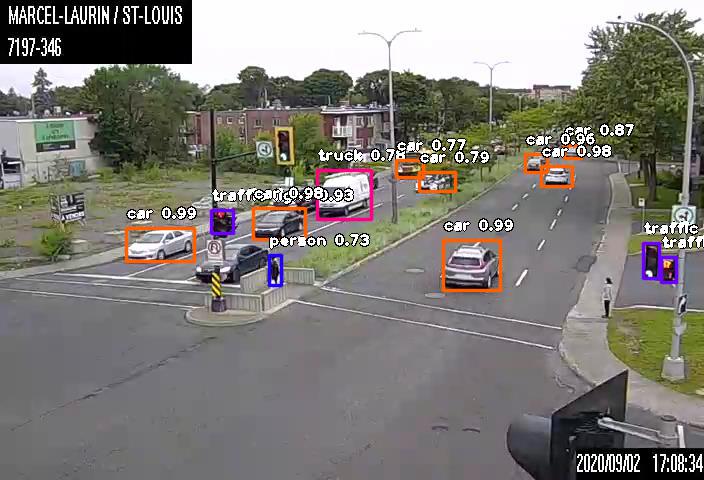 MARCEL-LAURIN / ST-LOUIS
7197-346
car 0.87
car 0.77
car 0.96
truck 0.78
car 0.79
car 0.98
car 0.99
traffic
car 0.98
0.93
car 0.99
person 0.73
traffic
traff
2020/09/02 17:08:34